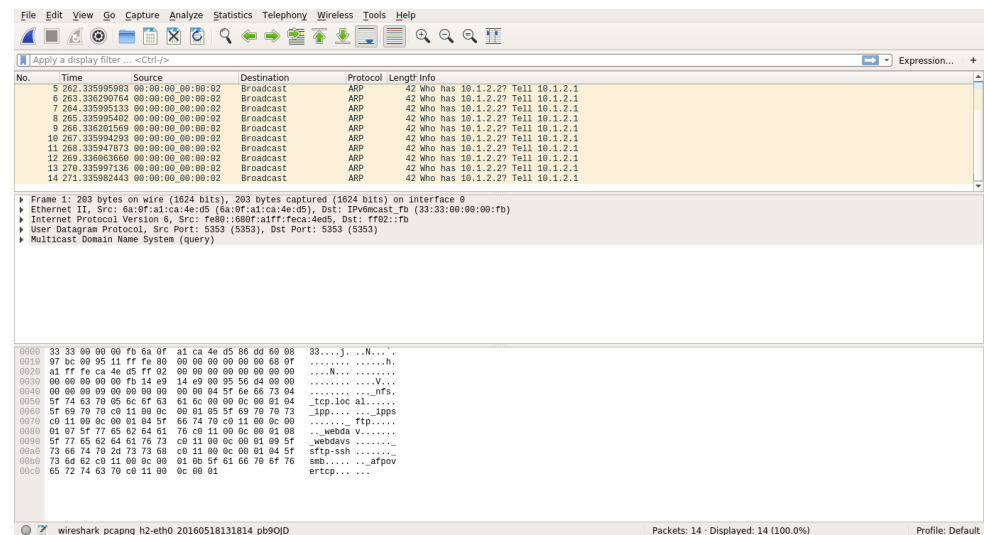 File Edit View Go Capture Analyze Statistics Telephony Wireless Tools Help
Apply a display filter ... <Ctrl-/> Expression... +
No. Time Source Destination Protocol Length Info
5 262.335995983 00:00:00_00:00:02 Broadcast ARP 42 Who has 10.1.2.2? Tell 10.1.2.1
6 263.336290764 00:00:00_00:00:02 Broadcast ARP 42 Who has 10.1.2.2? Tell 10.1.2.1
7 264.335995133 00:00:00_00:00:02 Broadcast ARP 42 Who has 10.1.2.2? Tell 10.1.2.1
8 265.335995402 00:00:00_00:00:02 Broadcast ARP 42 Who has 10.1.2.2? Tell 10.1.2.1
9 266.336201569 00:00:00_00:00:02 Broadcast ARP 42 Who has 10.1.2.2? Tell 10.1.2.1
10 267.335994293 00:00:00_00:00:02 Broadcast ARP 42 Who has 10.1.2.2? Tell 10.1.2.1
11 268.335947873 00:00:00_00:00:02 Broadcast ARP 42 Who has 10.1.2.2? Tell 10.1.2.1
12 269.336063660 00:00:00_00:00:02 Broadcast ARP 42 Who has 10.1.2.2? Tell 10.1.2.1
13 270.335997136 00:00:00_00:00:02 Broadcast ARP 42 Who has 10.1.2.2? Tell 10.1.2.1
14 271.335982443 00:00:00_00:00:02 Broadcast ARP 42 Who has 10.1.2.2? Tell 10.1.2.1
Frame 1: 203 bytes on wire (1624 bits), 203 bytes captured (1624 bits) on interface 0
Ethernet II, Src: 6a:0f:a1:ca:4e:d5 (6a:0f:a1:ca:4e:d5), Dst: IPv6mcast_fb (33:33:00:00:00:fb)
Internet Protocol Version 6, Src: fe80::680f:a1ff:feca:4ed5, Dst: ff02::fb
User Datagram Protocol, Src Port: 5353 (5353), Dst Port: 5353 (5353)
Multicast Domain Name System (query)
0000 33 33 00 00 00 fb 6a 0f a1 ca 4e d5 86 dd 60 08 33....j. ..N...`.
0010 97 bc 00 95 11 ff fe 80 00 00 00 00 00 00 68 0f ........ ......h.
0020 a1 ff fe ca 4e d5 ff 02 00 00 00 00 00 00 00 00 ....N... ........
0030 00 00 00 00 00 fb 14 e9 14 e9 00 95 56 d4 00 00 ........ ....V...
0040 00 00 00 09 00 00 00 00 00 00 04 5f 6e 66 73 04 ........ ..._nfs.
0050 5f 74 63 70 05 6c 6f 63 61 6c 00 00 0c 00 01 04 _tcp.loc al......
0060 5f 69 70 70 c0 11 00 0c 00 01 05 5f 69 70 70 73 _ipp.... ..._ipps
0070 c0 11 00 0c 00 01 04 5f 66 74 70 c0 11 00 0c 00 ......._ ftp.....
0080 01 07 5f 77 65 62 64 61 76 c0 11 00 0c 00 01 08 .._webda v.......
0090 5f 77 65 62 64 61 76 73 c0 11 00 0c 00 01 09 5f _webdavs ......._
00a0 73 66 74 70 2d 73 73 68 c0 11 00 0c 00 01 04 5f sftp-ssh ......._
00b0 73 6d 62 c0 11 00 0c 00 01 0b 5f 61 66 70 6f 76 smb..... .._afpov
00c0 65 72 74 63 70 c0 11 00 0c 00 01 ertcp... ...
wireshark_pcapng_h2-eth0_20160518131814_pb9OJD Packets: 14 · Displayed: 14 (100.0%) Profile: Default